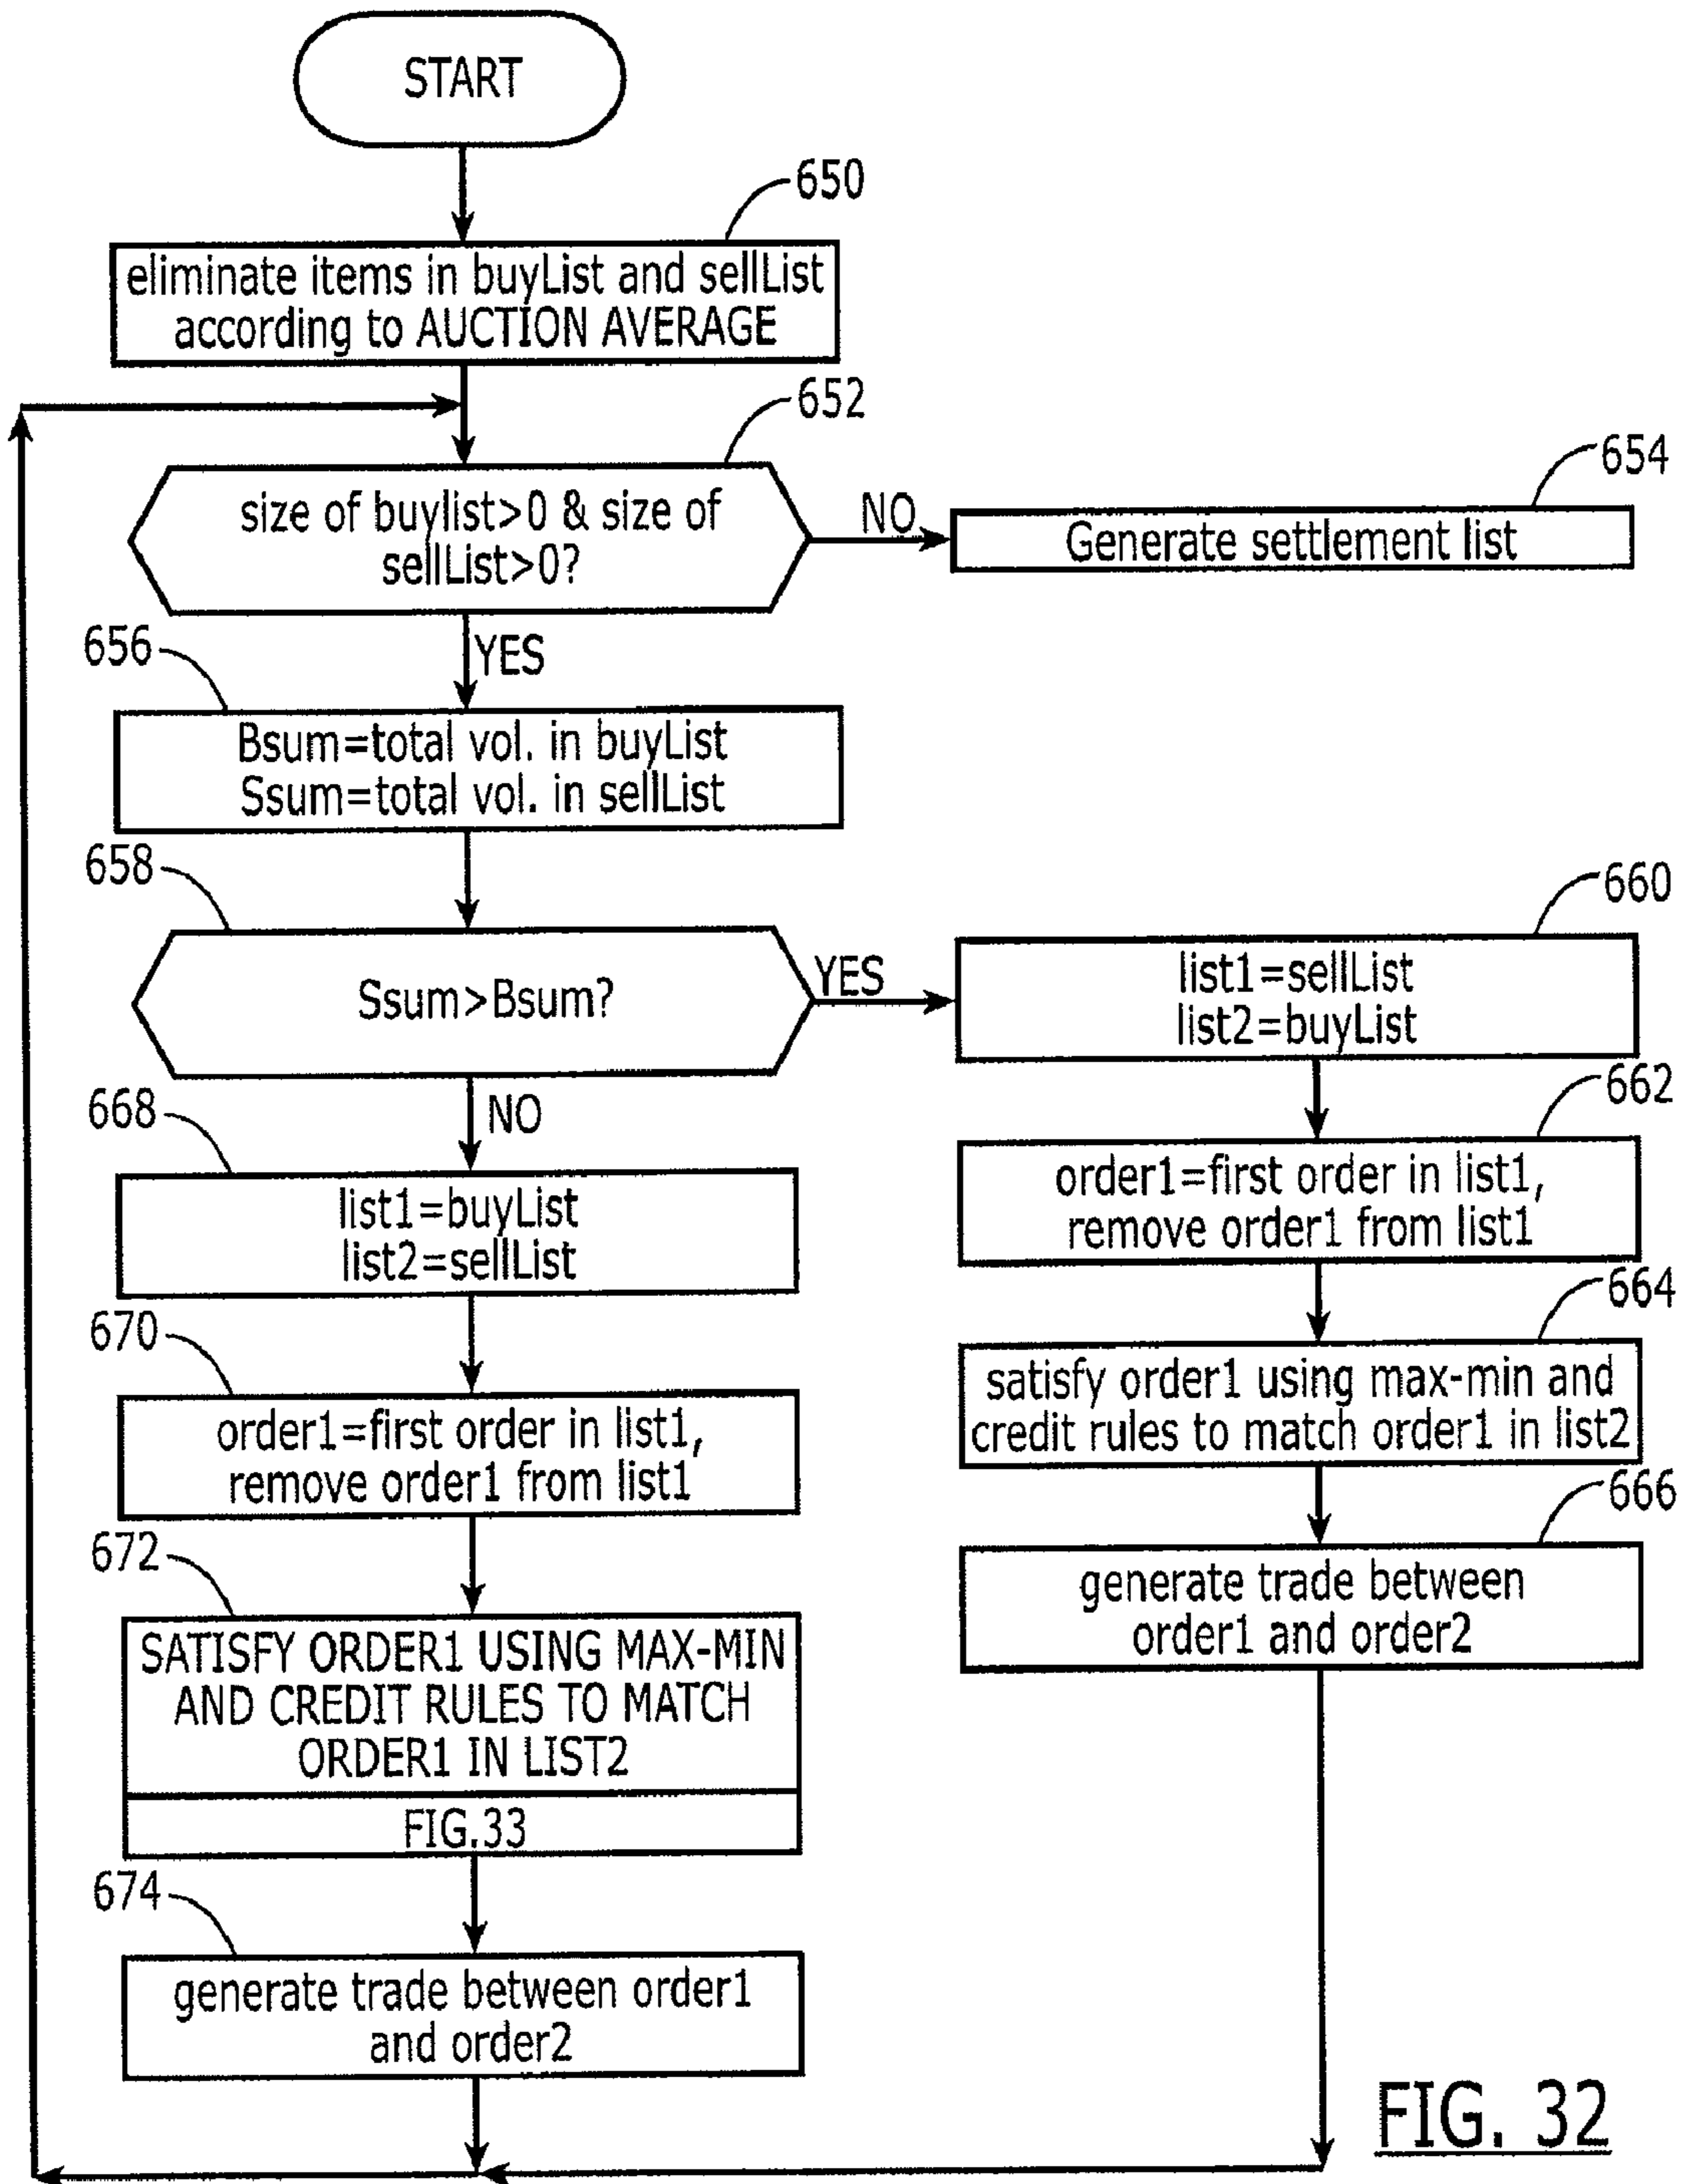 START
650
eliminate items in buyList and sellList
according to AUCTION AVERAGE
652
size of buylist>0 & size of
sellList>0?
NO
654
Generate settlement list
YES
656
Bsum=total vol. in buyList
Ssum=total vol. in sellList
658
Ssum>Bsum?
YES
660
list1=sellList
list2=buyList
662
order1=first order in list1,
remove order1 from list1
664
satisfy order1 using max-min and
credit rules to match order1 in list2
666
generate trade between
order1 and order2
NO
668
list1=buyList
list2=sellList
670
order1=first order in list1,
remove order1 from list1
672
SATISFY ORDER1 USING MAX-MIN
AND CREDIT RULES TO MATCH
ORDER1 IN LIST2
FIG.33
674
generate trade between order1
and order2
FIG. 32